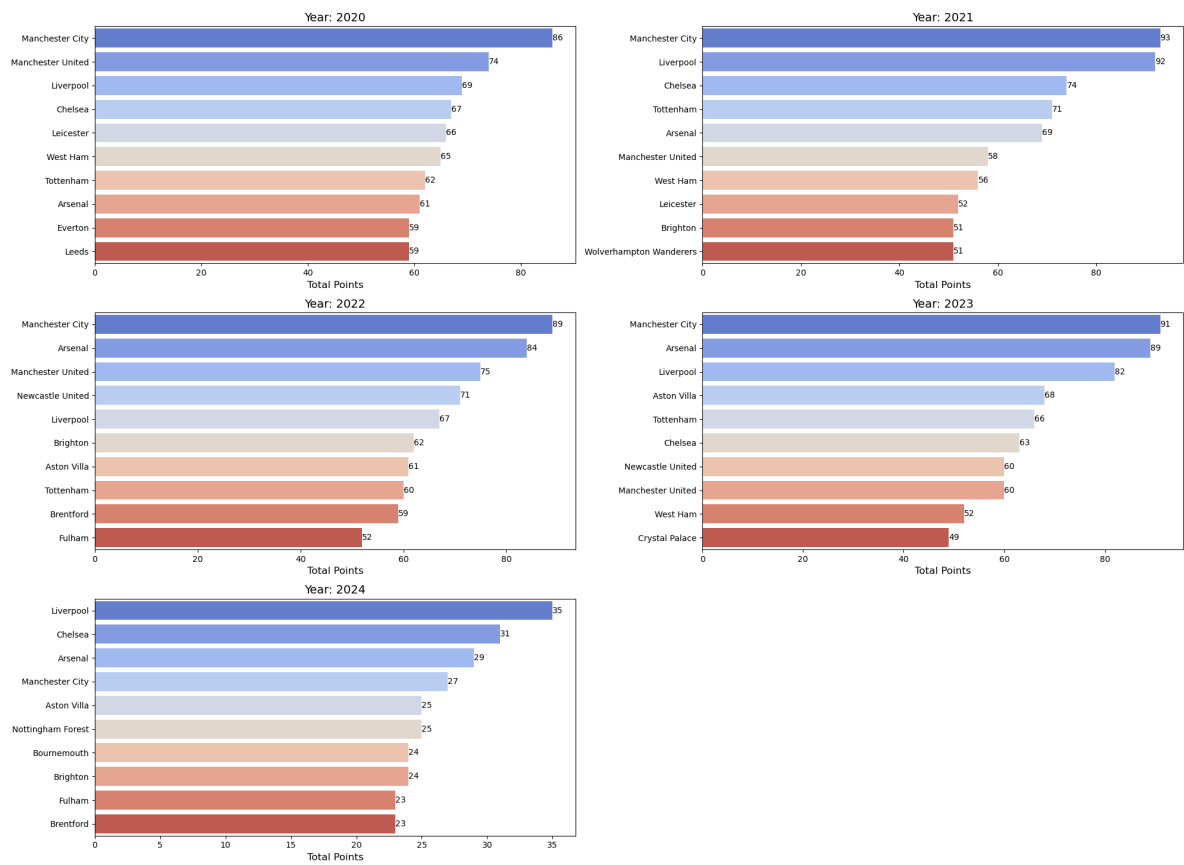 Year: 2020
Manchester City 86
Manchester United 74
Liverpool 69
Chelsea 67
Leicester 66
West Ham 65
Tottenham 62
Arsenal 61
Everton 59
Leeds 59
0 20 40 60 80
Total Points
Year: 2021
Manchester City 93
Liverpool 92
Chelsea 74
Tottenham 71
Arsenal 69
Manchester United 58
West Ham 56
Leicester 52
Brighton 51
Wolverhampton Wanderers 51
0 20 40 60 80
Total Points
Year: 2022
Manchester City 89
Arsenal 84
Manchester United 75
Newcastle United 71
Liverpool 67
Brighton 62
Aston Villa 61
Tottenham 60
Brentford 59
Fulham 52
0 20 40 60 80
Total Points
Year: 2023
Manchester City 91
Arsenal 89
Liverpool 82
Aston Villa 68
Tottenham 66
Chelsea 63
Newcastle United 60
Manchester United 60
West Ham 52
Crystal Palace 49
0 20 40 60 80
Total Points
Year: 2024
Liverpool 35
Chelsea 31
Arsenal 29
Manchester City 27
Aston Villa 25
Nottingham Forest 25
Bournemouth 24
Brighton 24
Fulham 23
Brentford 23
0 5 10 15 20 25 30 35
Total Points